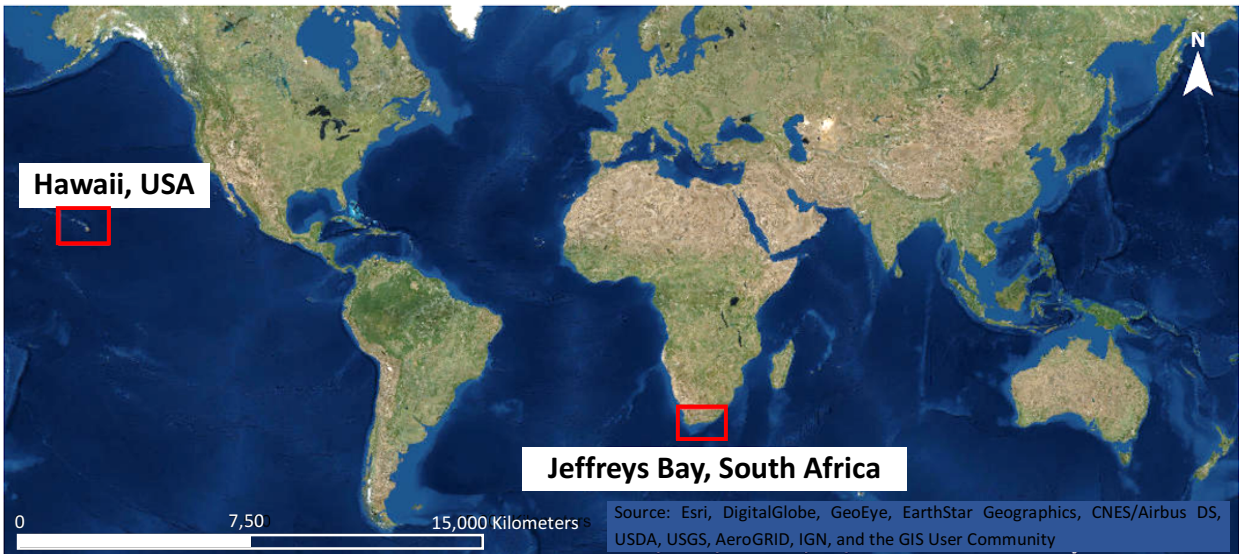 N
Hawaii, USA
Jeffreys Bay, South Africa
0 7,50 15,000 Kilometers
Source: Esri, DigitalGlobe, GeoEye, EarthStar Geographics, CNES/Airbus DS,
USDA, USGS, AeroGRID, IGN, and the GIS User Community